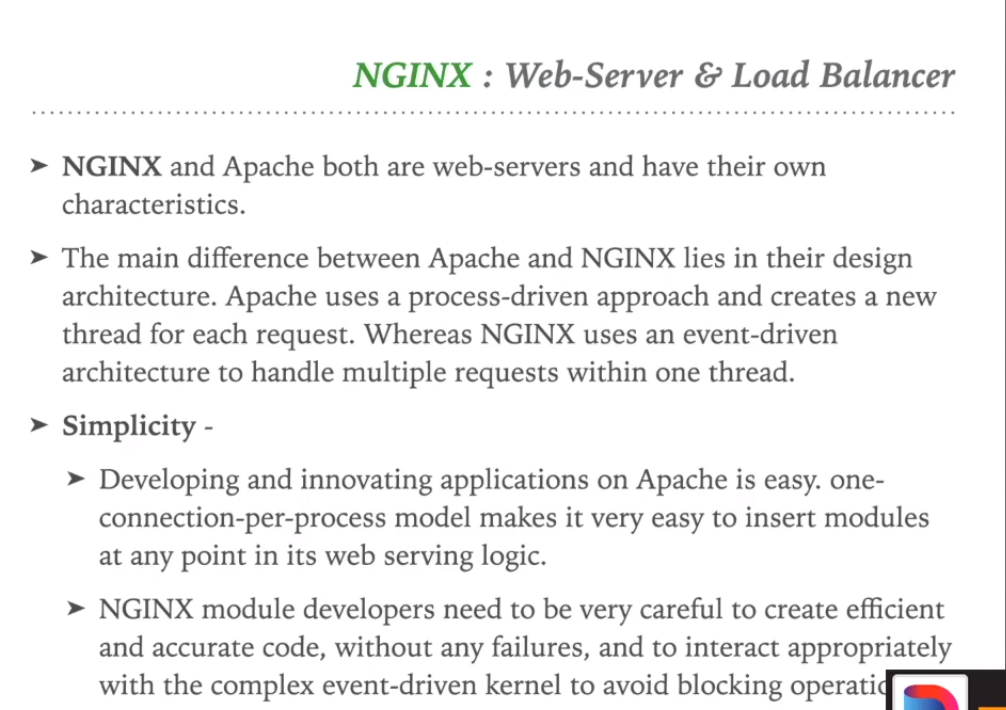 NGINX : Web-Server & Load Balancer
➤ NGINX and Apache both are web-servers and have their own
characteristics.
➤ The main difference between Apache and NGINX lies in their design
architecture. Apache uses a process-driven approach and creates a new
thread for each request. Whereas NGINX uses an event-driven
architecture to handle multiple requests within one thread.
➤ Simplicity -
➤ Developing and innovating applications on Apache is easy. one-
connection-per-process model makes it very easy to insert modules
at any point in its web serving logic.
➤ NGINX module developers need to be very careful to create efficient
and accurate code, without any failures, and to interact appropriately
with the complex event-driven kernel to avoid blocking